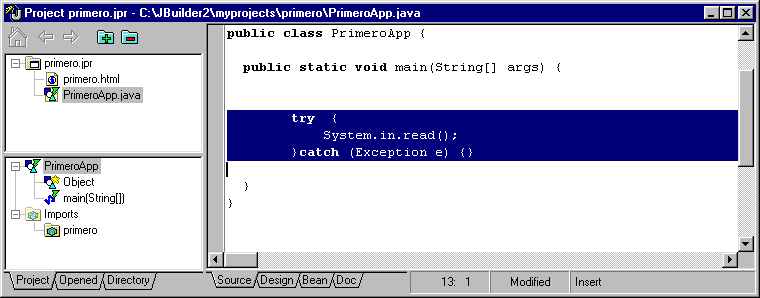 Project primero.jpr - C:\JBuilder2\myprojects\primero\PrimeroApp.java
primero.jpr
primero.html
PrimeroApp.java
PrimeroApp
Object
main(String[])
Imports
primero
Project
Opened
Directory
public class PrimeroApp {
public static void main(String[] args) {
try {
System.in.read();
}catch (Exception e) {}
}
}
Source
Design
Bean
Doc
13: 1
Modified
Insert